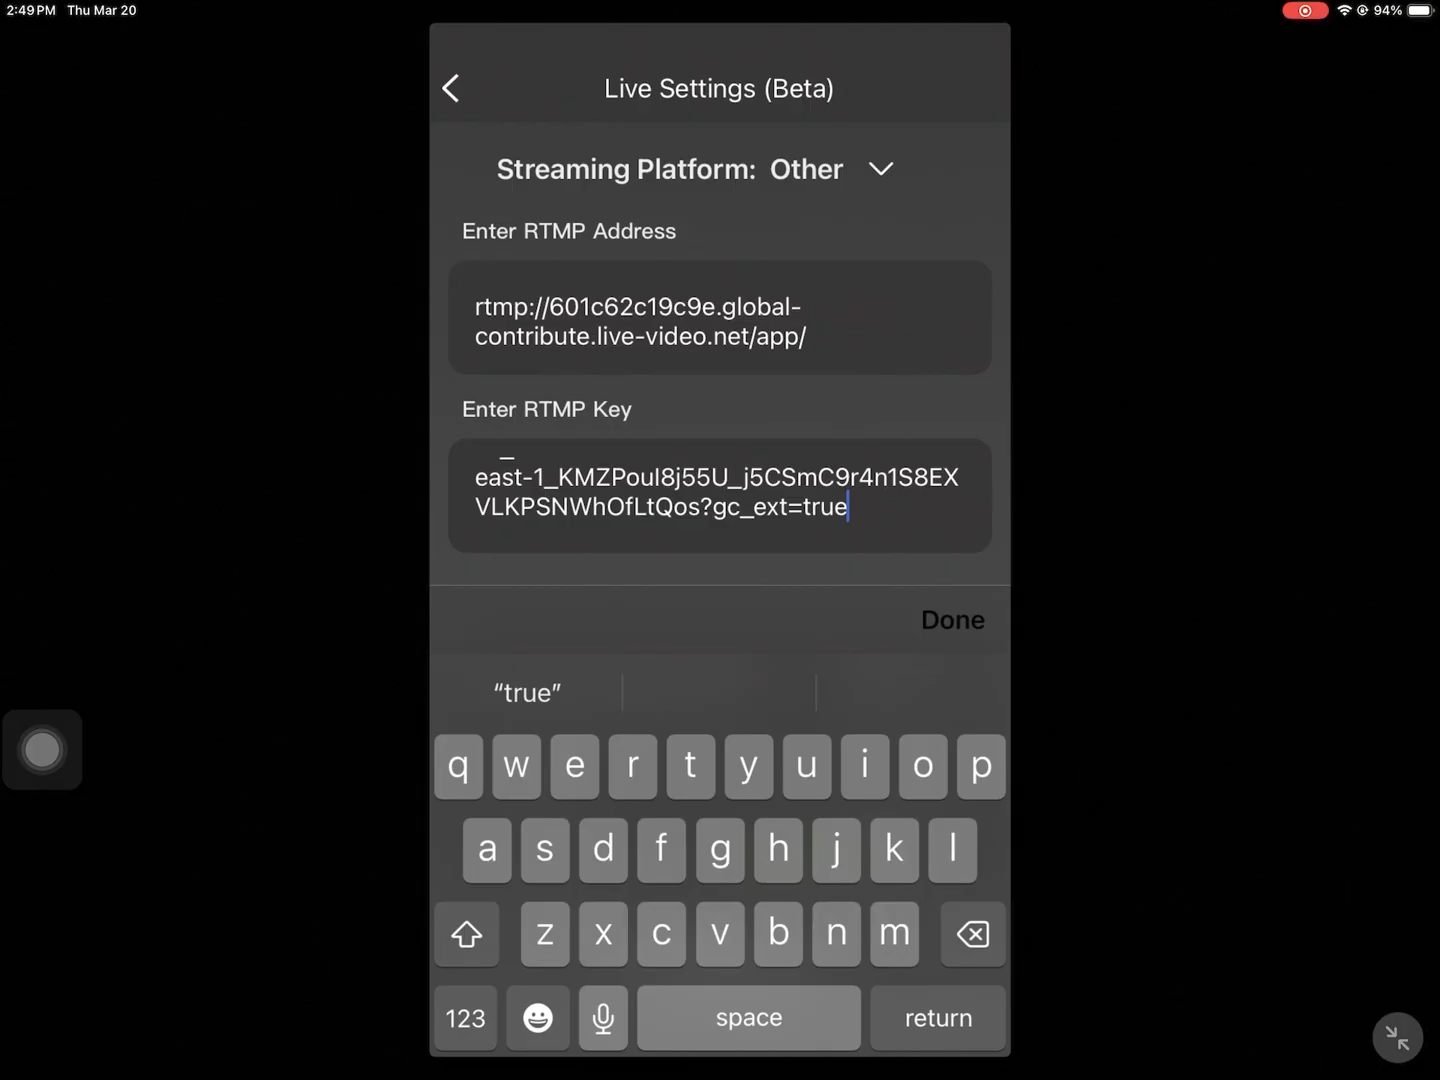 2:49 PM Thu Mar 20
94%
Live Settings (Beta)
Streaming Platform: Other
Enter RTMP Address
rtmp://601c62c19c9e.global-
contribute.live-video.net/app/
Enter RTMP Key
east-1_KMZPouI8j55U_j5CSmC9r4n1S8EX
VLKPSNWhOfLtQos?gc_ext=true
Done
“true”
q w e r t y u i o p
a s d f g h j k l
z x c v b n m
123 space return